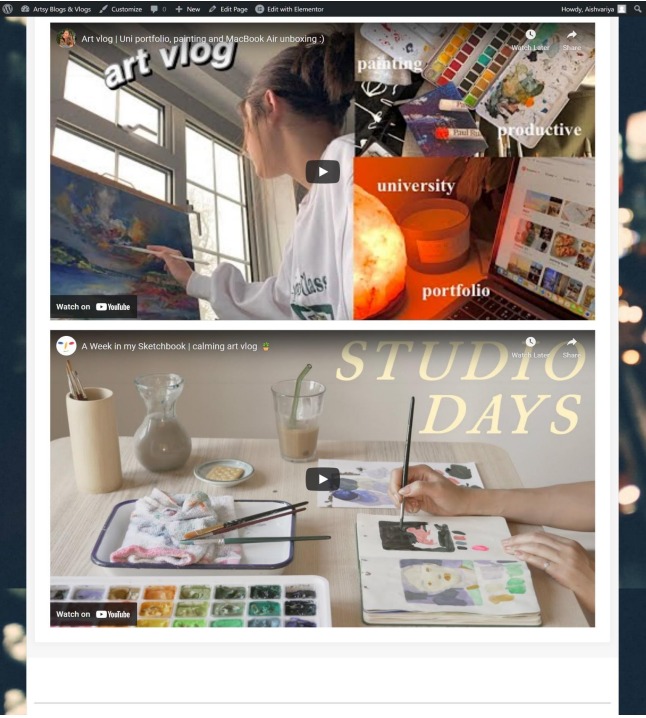 Artsy Blogs & Vlogs Customize 0 New Edit Page Edit with Elementor Howdy, Aishvariya
Art vlog | Uni portfolio, painting and MacBook Air unboxing :)
Watch Later Share
art vlog
painting
Paul Ru
productive
university
portfolio
Watch on YouTube
A Week in my Sketchbook | calming art vlog
Watch Later Share
STUDIO
DAYS
Watch on YouTube